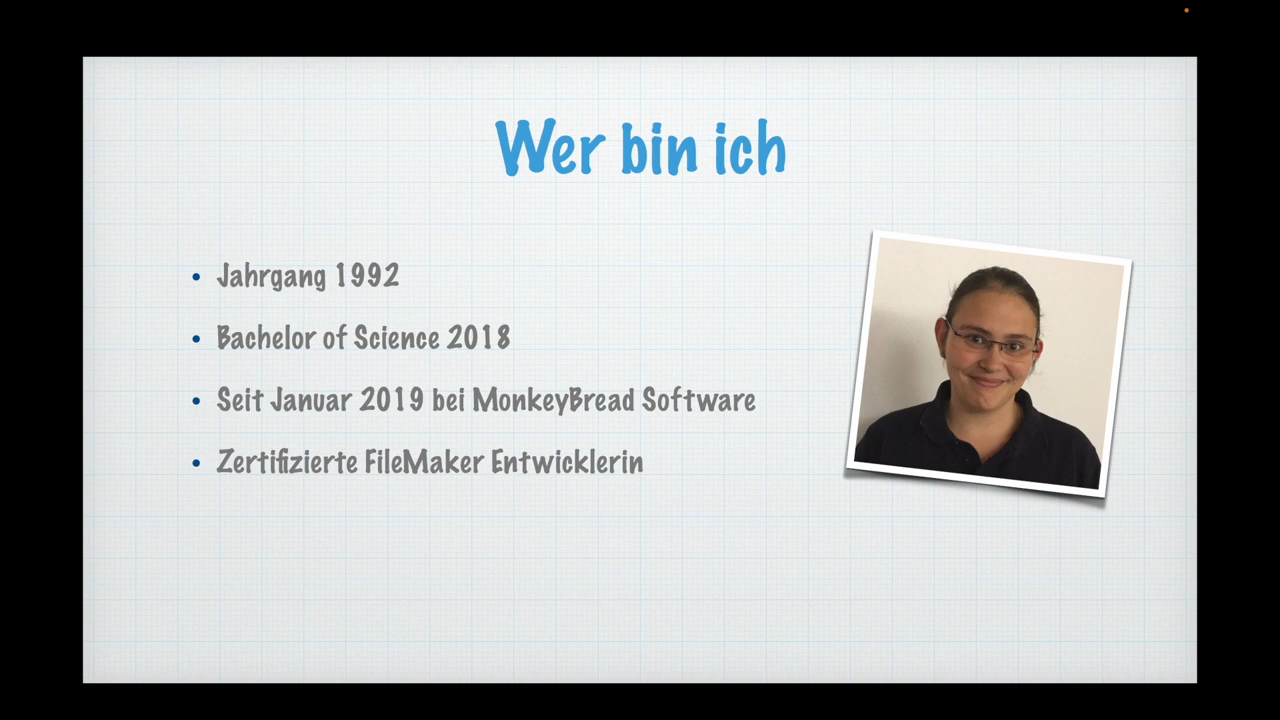 Wer bin ich
• Jahrgang 1992
• Bachelor of Science 2018
• Seit Januar 2019 bei MonkeyBread Software
• Zertifizierte FileMaker Entwicklerin